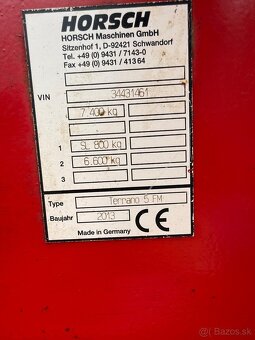 HORSCH
HORSCH Maschinen GmbH
Sitzenhof 1, D-92421 Schwandorf
Tel. +49 (0) 9431 / 7143-0
Fax +49 (0) 9431 / 41364
VIN 34431461
7.400 kg
1 SL 800 kg
2 6.600 kg
3
Type Terrano 5 FM
Baujahr 2013 CE
Made in Germany
Bazos.sk